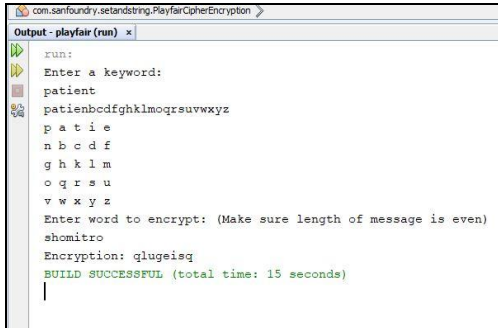 com.sanfoundry.setandstring.PlayfairCipherEncryption
Output - playfair (run) x
run:
Enter a keyword:
patient
patienbcdfghklmoqrsuvwxyz
p a t i e
n b c d f
g h k l m
o q r s u
v w x y z
Enter word to encrypt: (Make sure length of message is even)
shomitro
Encryption: qlugeisq
BUILD SUCCESSFUL (total time: 15 seconds)